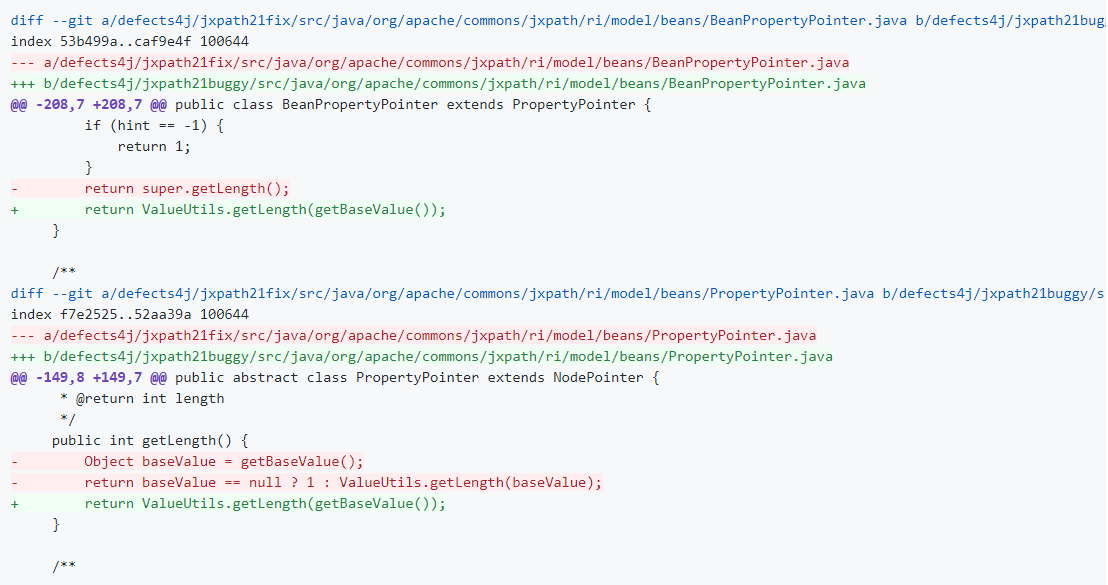 diff --git a/defects4j/jxpath21fix/src/java/org/apache/commons/jxpath/ri/model/beans/BeanPropertyPointer.java b/defects4j/jxpath21bug
index 53b499a..caf9e4f 100644
--- a/defects4j/jxpath21fix/src/java/org/apache/commons/jxpath/ri/model/beans/BeanPropertyPointer.java
+++ b/defects4j/jxpath21buggy/src/java/org/apache/commons/jxpath/ri/model/beans/BeanPropertyPointer.java
@@ -208,7 +208,7 @@ public class BeanPropertyPointer extends PropertyPointer {
         if (hint == -1) {
             return 1;
         }
-        return super.getLength();
+        return ValueUtils.getLength(getBaseValue());
     }

     /**
diff --git a/defects4j/jxpath21fix/src/java/org/apache/commons/jxpath/ri/model/beans/PropertyPointer.java b/defects4j/jxpath21buggy/s
index f7e2525..52aa39a 100644
--- a/defects4j/jxpath21fix/src/java/org/apache/commons/jxpath/ri/model/beans/PropertyPointer.java
+++ b/defects4j/jxpath21buggy/src/java/org/apache/commons/jxpath/ri/model/beans/PropertyPointer.java
@@ -149,8 +149,7 @@ public abstract class PropertyPointer extends NodePointer {
      * @return int length
      */
     public int getLength() {
-        Object baseValue = getBaseValue();
-        return baseValue == null ? 1 : ValueUtils.getLength(baseValue);
+        return ValueUtils.getLength(getBaseValue());
     }

     /**